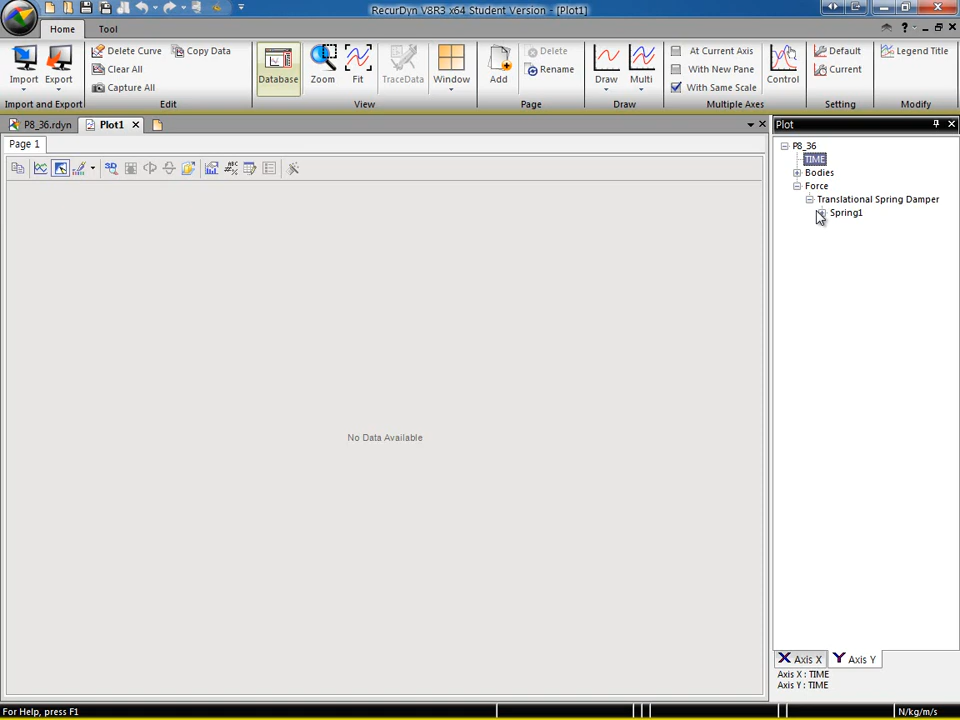 RecurDyn V8R3 x64 Student Version - [Plot1]
Home Tool
Import Export
Delete Curve Copy Data
Clear All
Capture All
Database Zoom Fit TraceData Window
Add Delete
Rename
Draw Multi
At Current Axis
With New Pane
With Same Scale
Control
Default
Current
Legend Title
Import and Export Edit View Page Draw Multiple Axes Setting Modify
P8_36.rdyn Plot1
Page 1
No Data Available
Plot
P8_36
TIME
Bodies
Force
Translational Spring Damper
Spring1
X Axis X Y Axis Y
Axis X : TIME
Axis Y : TIME
For Help, press F1
N/kg/m/s